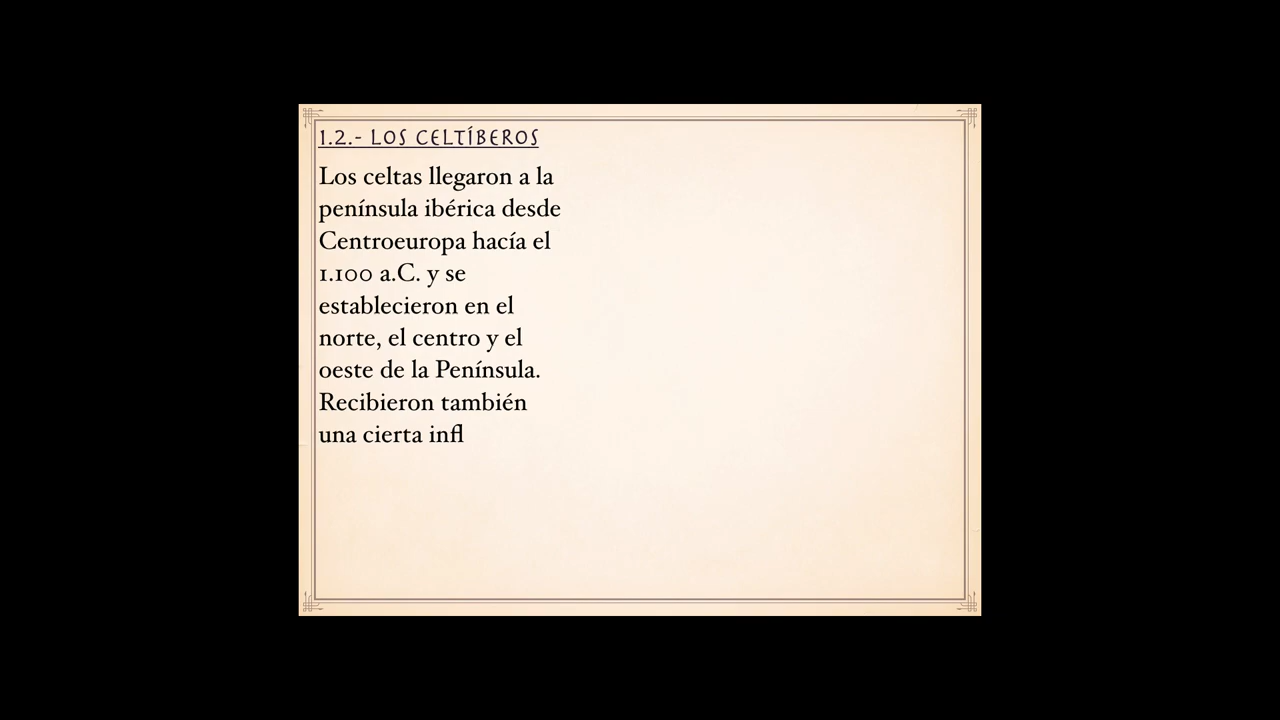 1.2.- LOS CELTÍBEROS
Los celtas llegaron a la
península ibérica desde
Centroeuropa hacía el
1.100 a.C. y se
establecieron en el
norte, el centro y el
oeste de la Península.
Recibieron también
una cierta infl